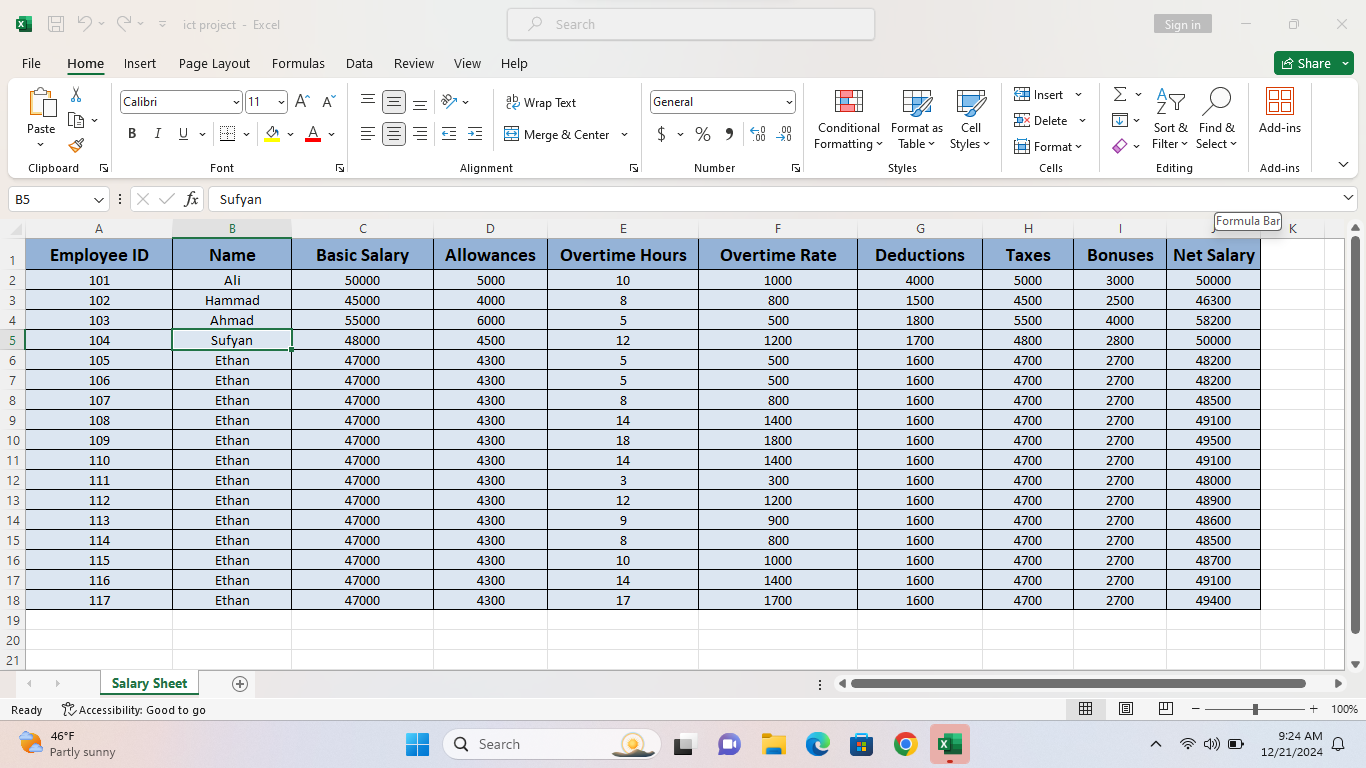 ict project - Excel
Search
Sign in
File Home Insert Page Layout Formulas Data Review View Help
Share
Paste
Calibri 11
B I U
A A A
ab Wrap Text
Merge & Center
General
$ % 9 .00 .0
Conditional Formatting
Format as Table
Cell Styles
Insert
Delete
Format
Sort & Filter
Find & Select
Add-ins
Clipboard Font Alignment Number Styles Cells Editing Add-ins
B5 fx Sufyan
Formula Bar
A B C D E F G H I J K
1 Employee ID Name Basic Salary Allowances Overtime Hours Overtime Rate Deductions Taxes Bonuses Net Salary
2 101 Ali 50000 5000 10 1000 4000 5000 3000 50000
3 102 Hammad 45000 4000 8 800 1500 4500 2500 46300
4 103 Ahmad 55000 6000 5 500 1800 5500 4000 58200
5 104 Sufyan 48000 4500 12 1200 1700 4800 2800 50000
6 105 Ethan 47000 4300 5 500 1600 4700 2700 48200
7 106 Ethan 47000 4300 5 500 1600 4700 2700 48200
8 107 Ethan 47000 4300 8 800 1600 4700 2700 48500
9 108 Ethan 47000 4300 14 1400 1600 4700 2700 49100
10 109 Ethan 47000 4300 18 1800 1600 4700 2700 49500
11 110 Ethan 47000 4300 14 1400 1600 4700 2700 49100
12 111 Ethan 47000 4300 3 300 1600 4700 2700 48000
13 112 Ethan 47000 4300 12 1200 1600 4700 2700 48900
14 113 Ethan 47000 4300 9 900 1600 4700 2700 48600
15 114 Ethan 47000 4300 8 800 1600 4700 2700 48500
16 115 Ethan 47000 4300 10 1000 1600 4700 2700 48700
17 116 Ethan 47000 4300 14 1400 1600 4700 2700 49100
18 117 Ethan 47000 4300 17 1700 1600 4700 2700 49400
19
20
21
Salary Sheet
Ready Accessibility: Good to go 100%
46°F
Partly sunny
Search
9:24 AM
12/21/2024